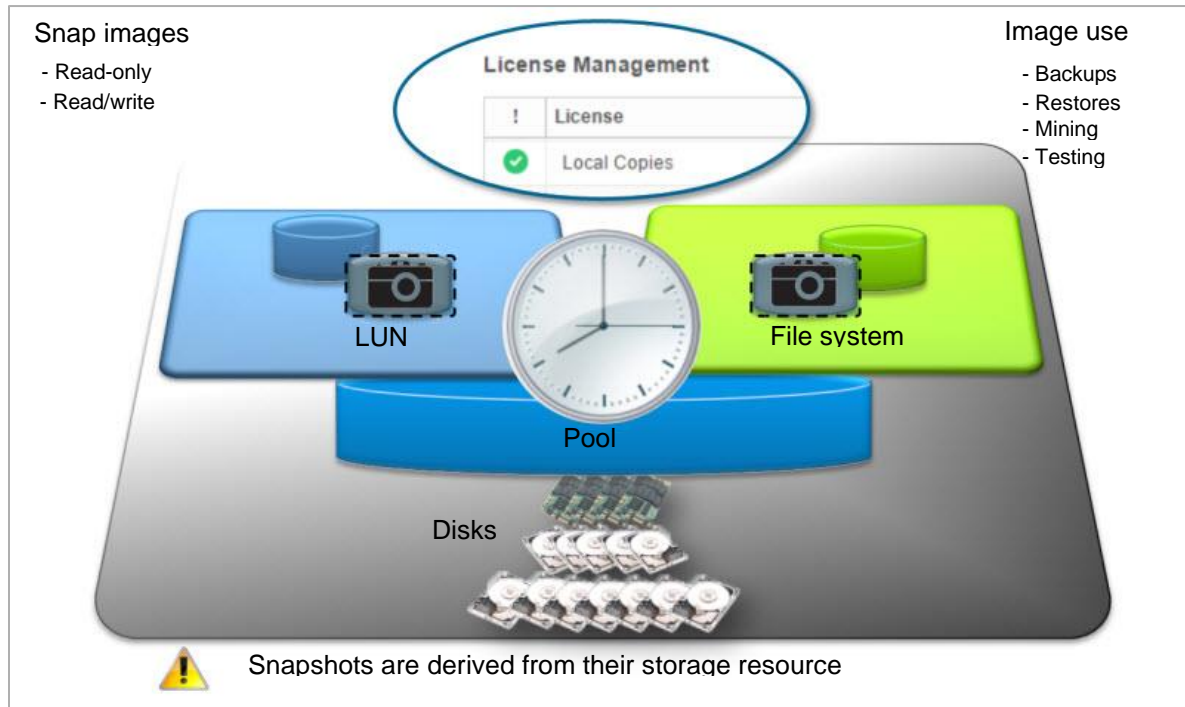 Snap images
- Read-only
- Read/write
Image use
- Backups
- Restores
- Mining
- Testing
License Management
! License
Local Copies
LUN
File system
Pool
Disks
Snapshots are derived from their storage resource